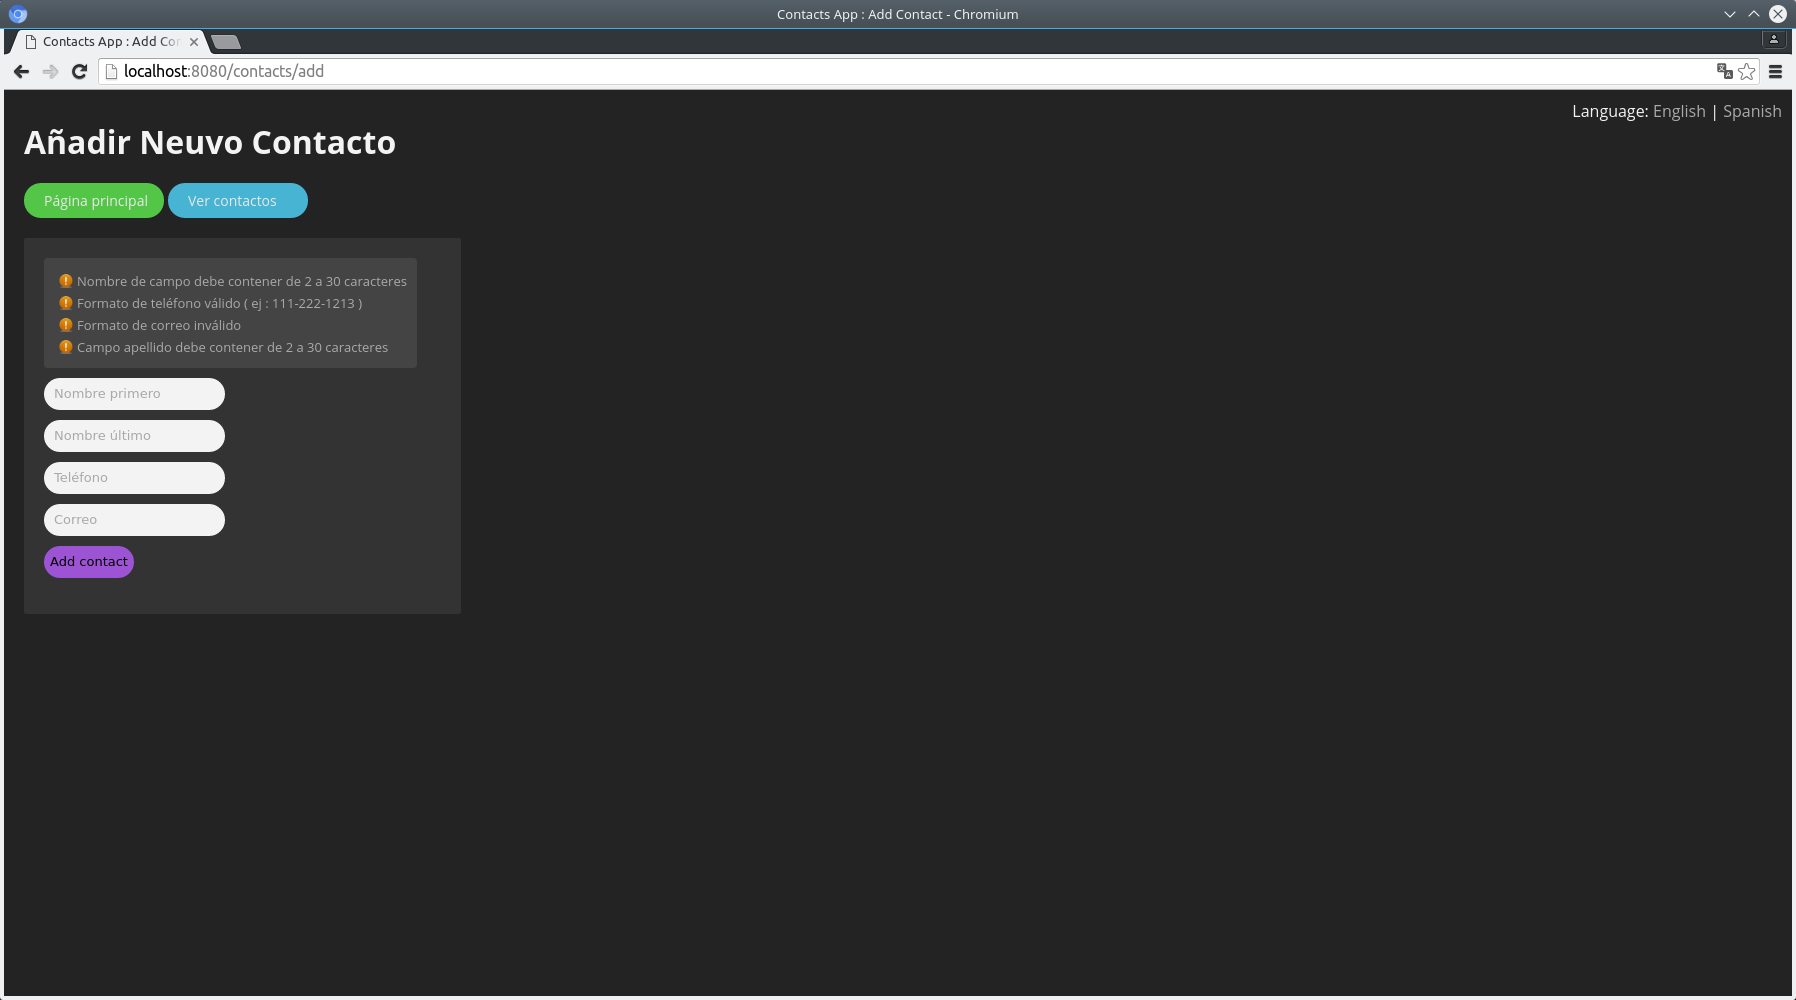 Contacts App : Add Contact - Chromium
Contacts App : Add Co
localhost:8080/contacts/add
Language: English | Spanish
Añadir Neuvo Contacto
Página principal
Ver contactos
Nombre de campo debe contener de 2 a 30 caracteres
Formato de teléfono válido ( ej : 111-222-1213 )
Formato de correo inválido
Campo apellido debe contener de 2 a 30 caracteres
Nombre primero
Nombre último
Teléfono
Correo
Add contact